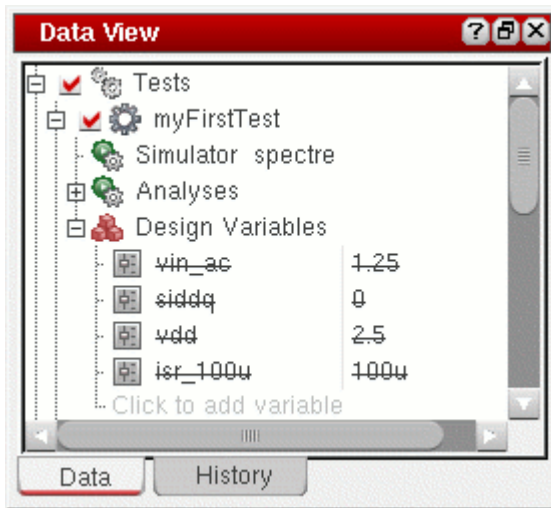 Data View
Tests
myFirstTest
Simulator spectre
Analyses
Design Variables
vin_ac 1.25
siddq 0
vdd 2.5
isr_100u 100u
Click to add variable
Data History